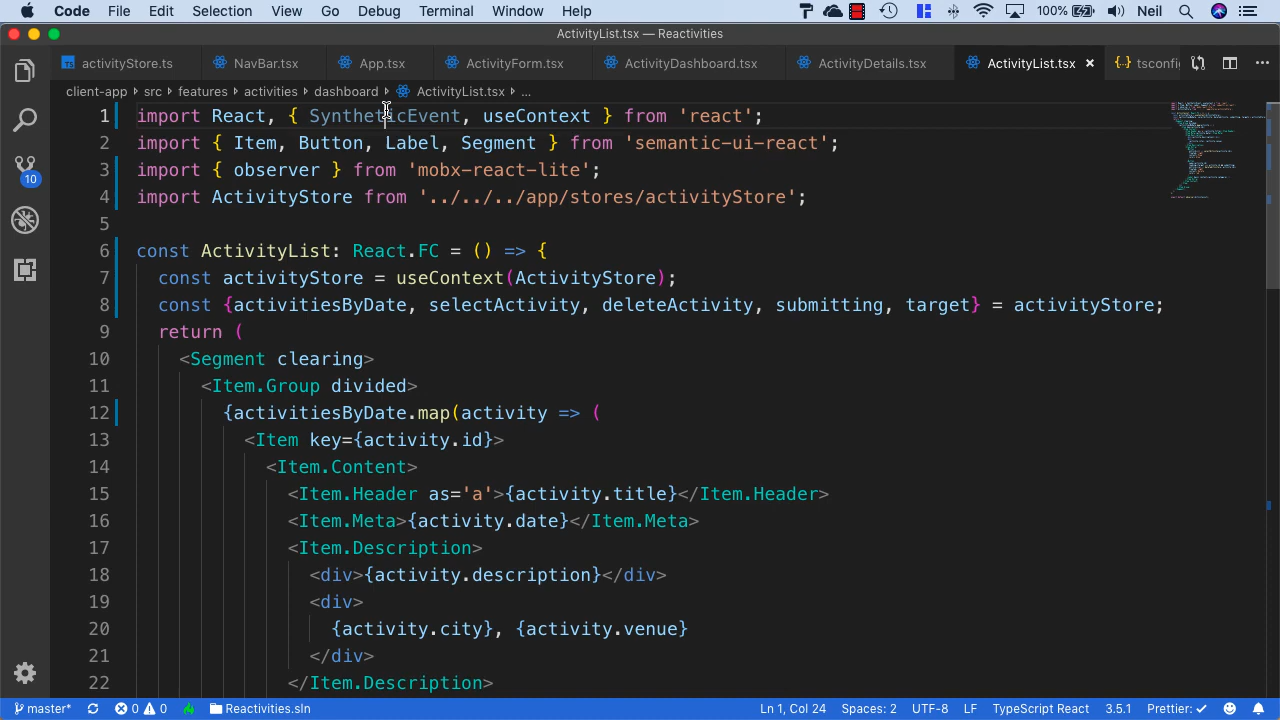 Code File Edit Selection View Go Debug Terminal Window Help 100% Neil
ActivityList.tsx — Reactivities
TS activityStore.ts NavBar.tsx App.tsx ActivityForm.tsx ActivityDashboard.tsx ActivityDetails.tsx ActivityList.tsx × {} tsconfi
client-app › src › features › activities › dashboard › ActivityList.tsx › ...
1 import React, { SyntheticEvent, useContext } from 'react';
2 import { Item, Button, Label, Segment } from 'semantic-ui-react';
3 import { observer } from 'mobx-react-lite';
4 import ActivityStore from '../../../app/stores/activityStore';
5
6 const ActivityList: React.FC = () => {
7 const activityStore = useContext(ActivityStore);
8 const {activitiesByDate, selectActivity, deleteActivity, submitting, target} = activityStore;
9 return (
10 <Segment clearing>
11 <Item.Group divided>
12 {activitiesByDate.map(activity => (
13 <Item key={activity.id}>
14 <Item.Content>
15 <Item.Header as='a'>{activity.title}</Item.Header>
16 <Item.Meta>{activity.date}</Item.Meta>
17 <Item.Description>
18 <div>{activity.description}</div>
19 <div>
20 {activity.city}, {activity.venue}
21 </div>
22 </Item.Description>
10
master* 0 0 Reactivities.sln Ln 1, Col 24 Spaces: 2 UTF-8 LF TypeScript React 3.5.1 Prettier: ✓